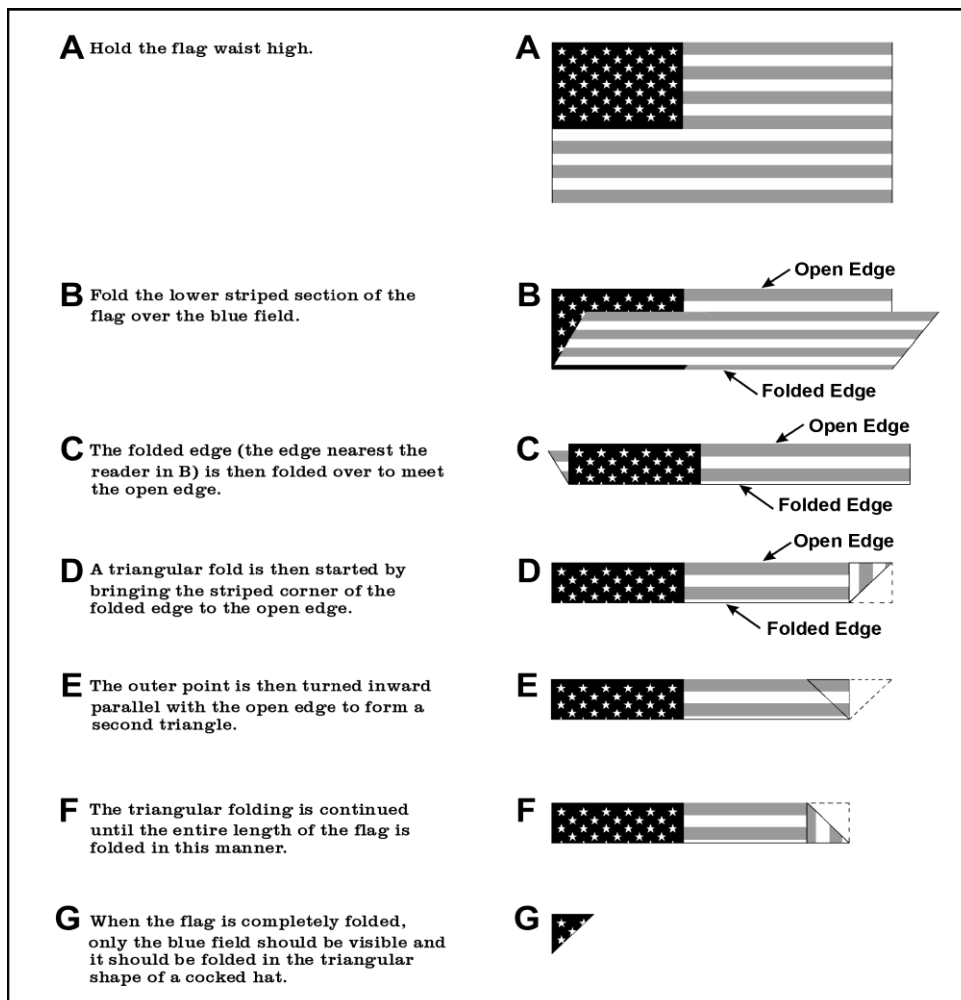 A Hold the flag waist high.
A
B Fold the lower striped section of the
flag over the blue field.
B
Open Edge
Folded Edge
C The folded edge (the edge nearest the
reader in B) is then folded over to meet
the open edge.
C
Open Edge
Folded Edge
D A triangular fold is then started by
bringing the striped corner of the
folded edge to the open edge.
D
Open Edge
Folded Edge
E The outer point is then turned inward
parallel with the open edge to form a
second triangle.
E
F The triangular folding is continued
until the entire length of the flag is
folded in this manner.
F
G When the flag is completely folded,
only the blue field should be visible and
it should be folded in the triangular
shape of a cocked hat.
G